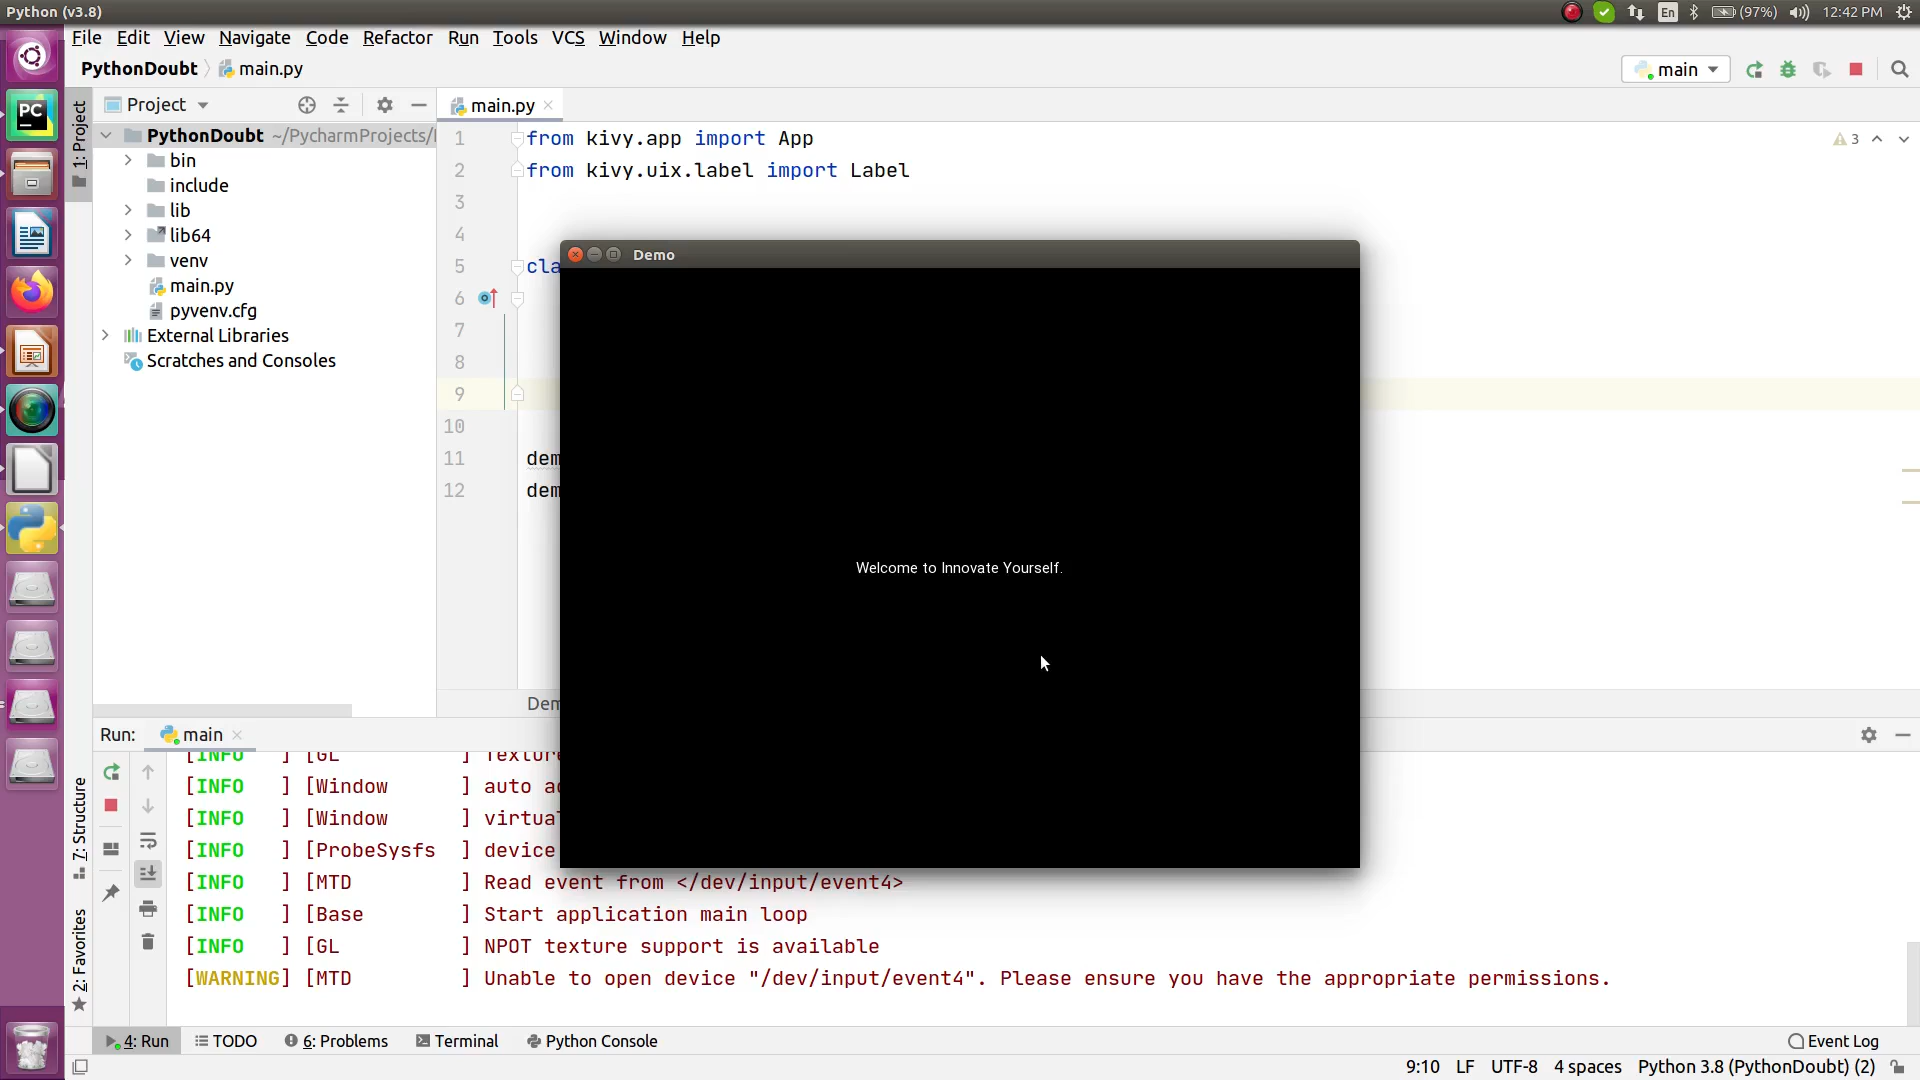 Python (v3.8)
En
(97%)
12:42 PM
File Edit View Navigate Code Refactor Run Tools VCS Window Help
PythonDoubt main.py
main
Project
main.py
1: Project
PythonDoubt ~/PycharmProjects/
bin
include
lib
lib64
venv
main.py
pyvenv.cfg
External Libraries
Scratches and Consoles
1 from kivy.app import App
2 from kivy.uix.label import Label
3
4
5 cla
6
7
8
9
10
11 dem
12 dem
3
Demo
Welcome to Innovate Yourself.
Dem
Run: main
7: Structure
2: Favorites
[INFO ] [GL ] Texture
[INFO ] [Window ] auto
[INFO ] [Window ] virtual
[INFO ] [ProbeSysfs ] device
[INFO ] [MTD ] Read event from </dev/input/event4>
[INFO ] [Base ] Start application main loop
[INFO ] [GL ] NPOT texture support is available
[WARNING] [MTD ] Unable to open device "/dev/input/event4". Please ensure you have the appropriate permissions.
4: Run TODO 6: Problems Terminal Python Console Event Log
9:10 LF UTF-8 4 spaces Python 3.8 (PythonDoubt) (2)